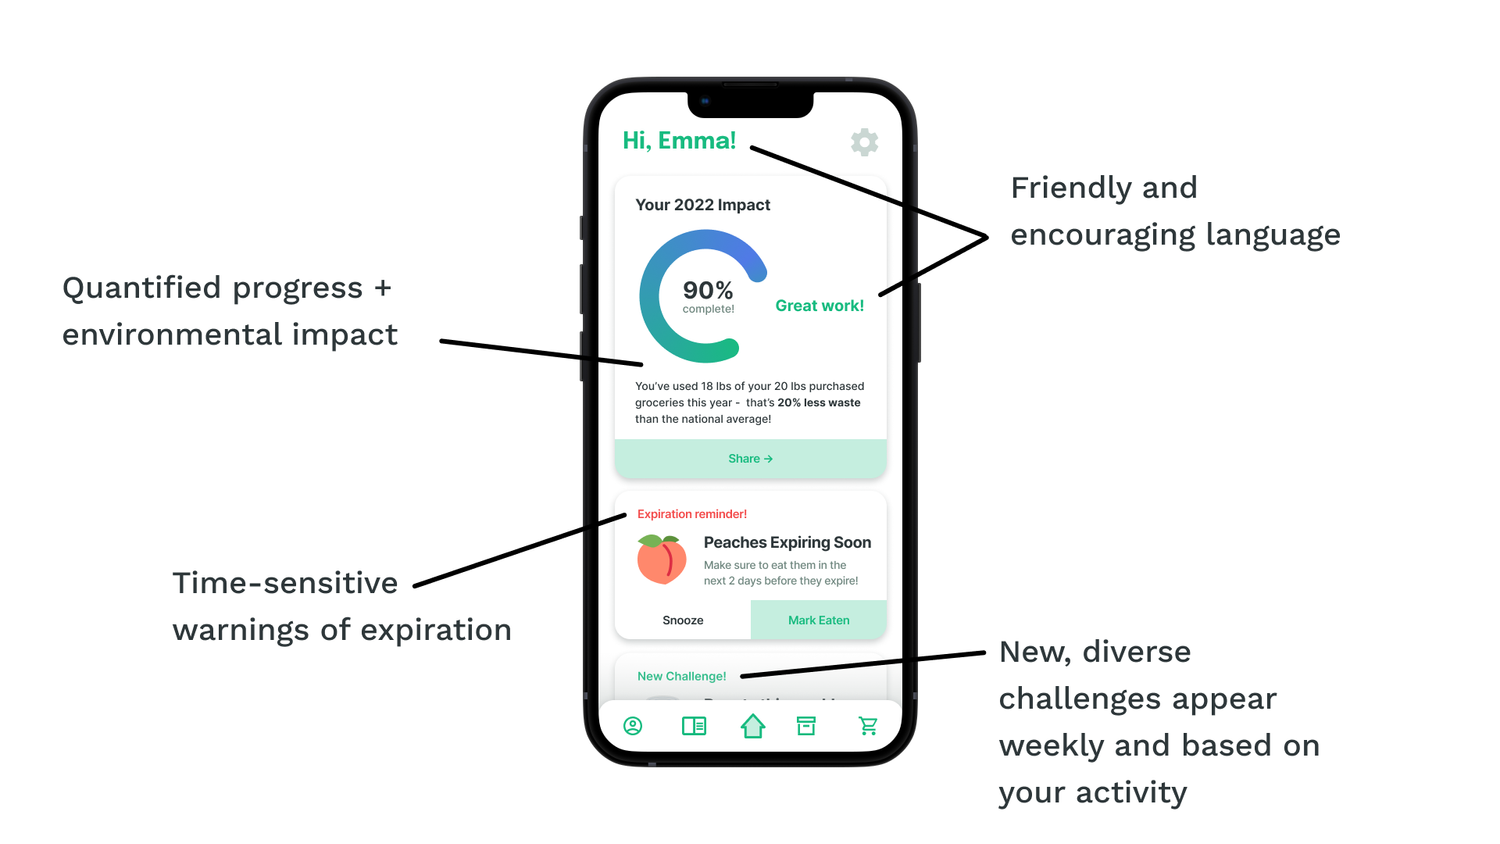 Hi, Emma!
Your 2022 Impact
90%
complete!
Great work!
You've used 18 lbs of your 20 lbs purchased
groceries this year -  that's 20% less waste
than the national average!
Share →
Expiration reminder!
Peaches Expiring Soon
Make sure to eat them in the
next 2 days before they expire!
Snooze
Mark Eaten
New Challenge!
Friendly and
encouraging language
Quantified progress +
environmental impact
Time-sensitive
warnings of expiration
New, diverse
challenges appear
weekly and based on
your activity